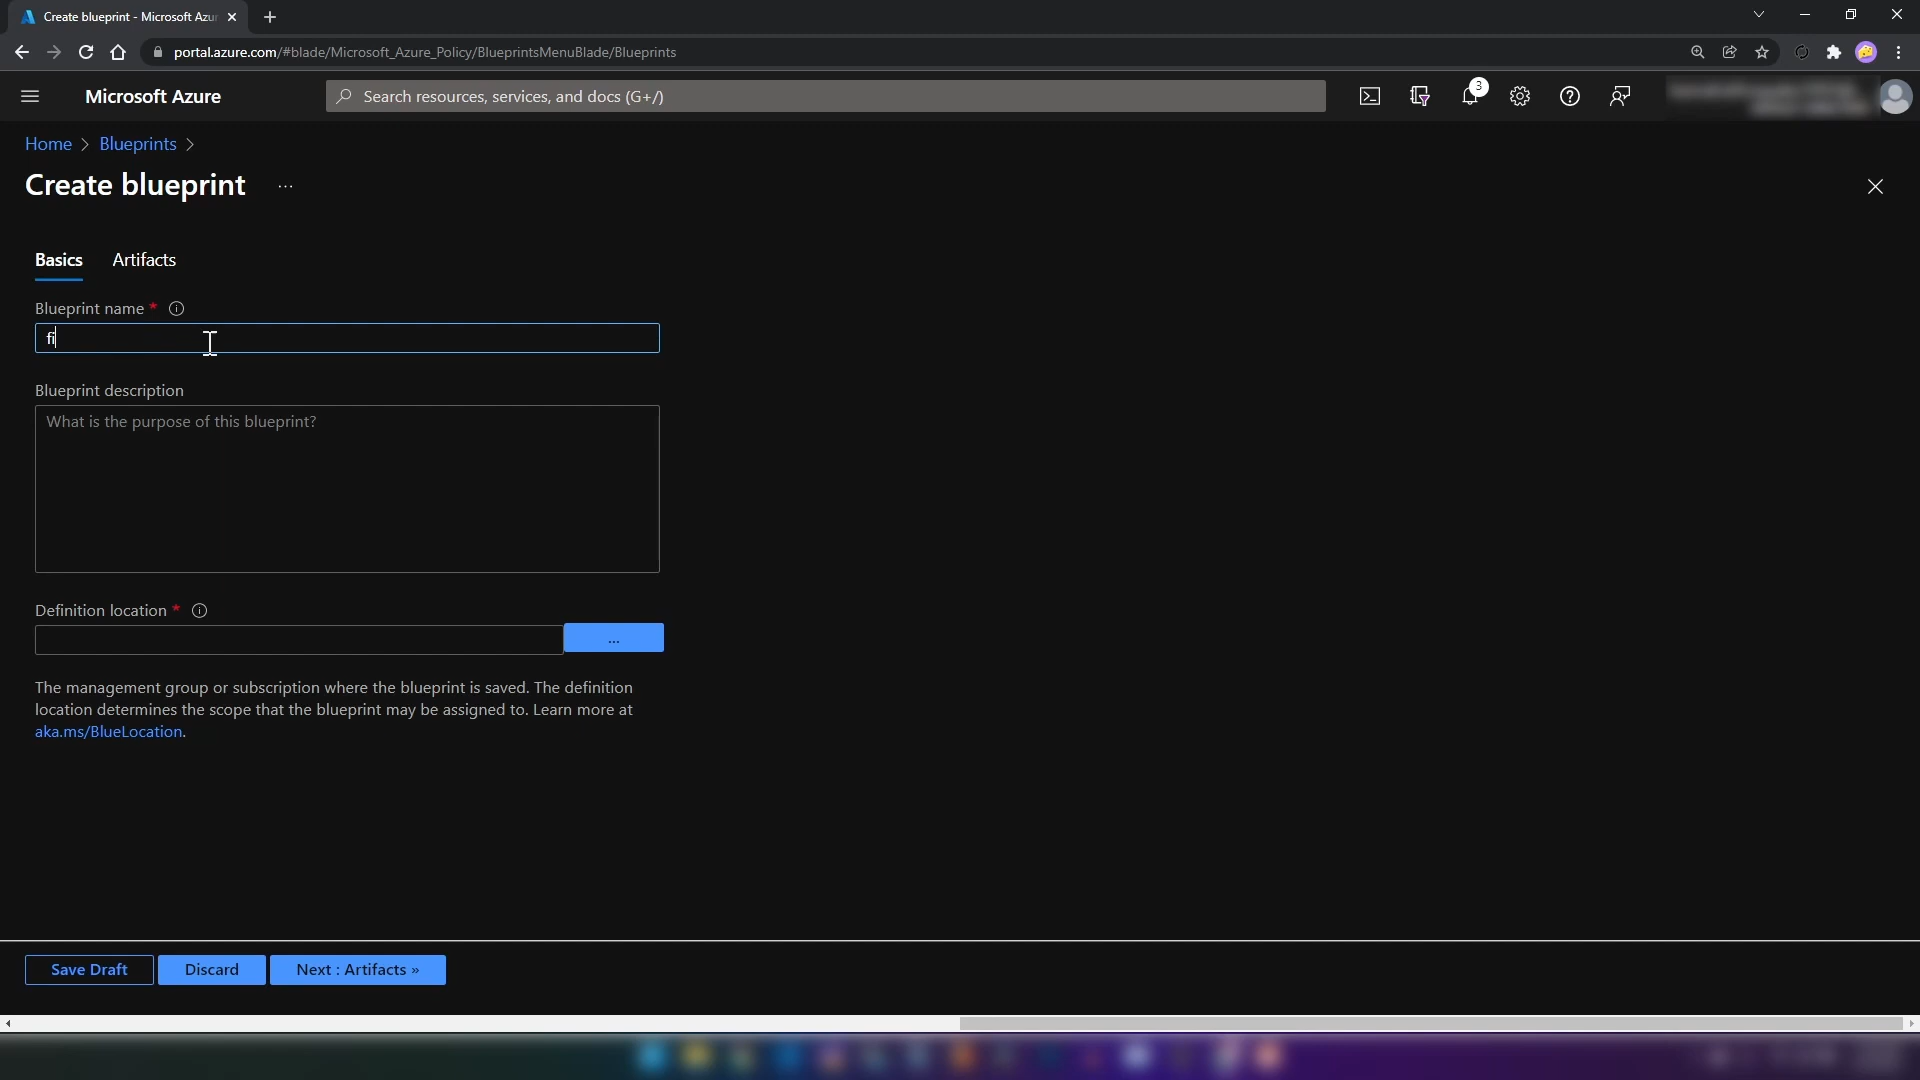 Create blueprint - Microsoft Azu
portal.azure.com/#blade/Microsoft_Azure_Policy/BlueprintsMenuBlade/Blueprints
Microsoft Azure
Search resources, services, and docs (G+/)
3
Home > Blueprints >
Create blueprint ...
Basics Artifacts
Blueprint name *
fi
Blueprint description
What is the purpose of this blueprint?
Definition location *
...
The management group or subscription where the blueprint is saved. The definition
location determines the scope that the blueprint may be assigned to. Learn more at
aka.ms/BlueLocation.
Save Draft Discard Next : Artifacts »